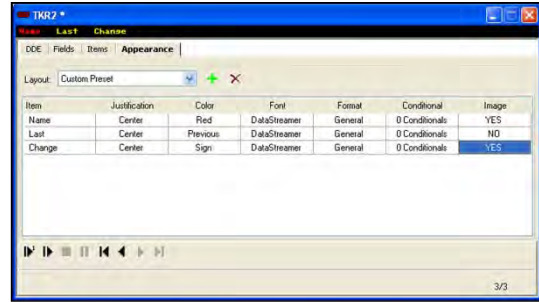 TKR2 *
Name Last Change
DDE Fields Items Appearance
Layout: Custom Preset
Item Justification Color Font Format Conditional Image
Name Center Red DataStreamer General 0 Conditionals YES
Last Center Previous DataStreamer General 0 Conditionals NO
Change Center Sign DataStreamer General 0 Conditionals YES
3/3